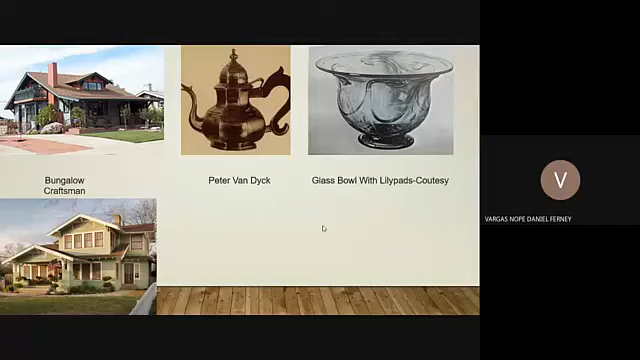 Bungalow
Craftsman
Peter Van Dyck
Glass Bowl With Lilypads-Coutesy
V
VARGAS NOPE DANIEL FERNEY